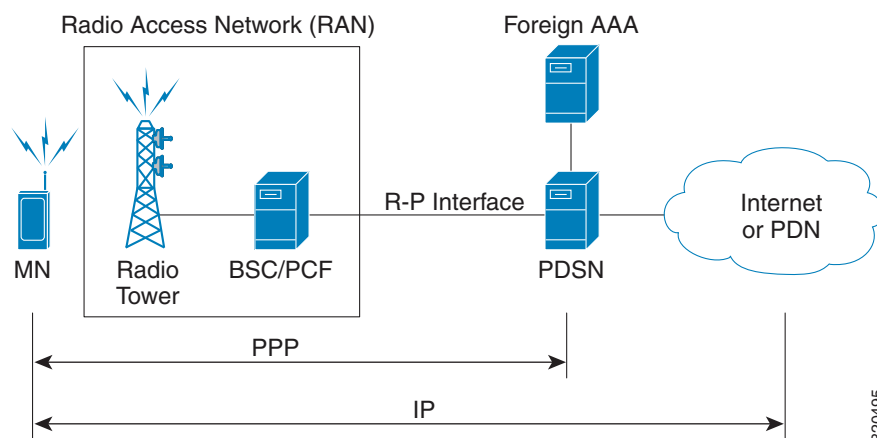 Radio Access Network (RAN)
Foreign AAA
R-P Interface
Internet
or PDN
MN
Radio
Tower
BSC/PCF
PDSN
PPP
IP